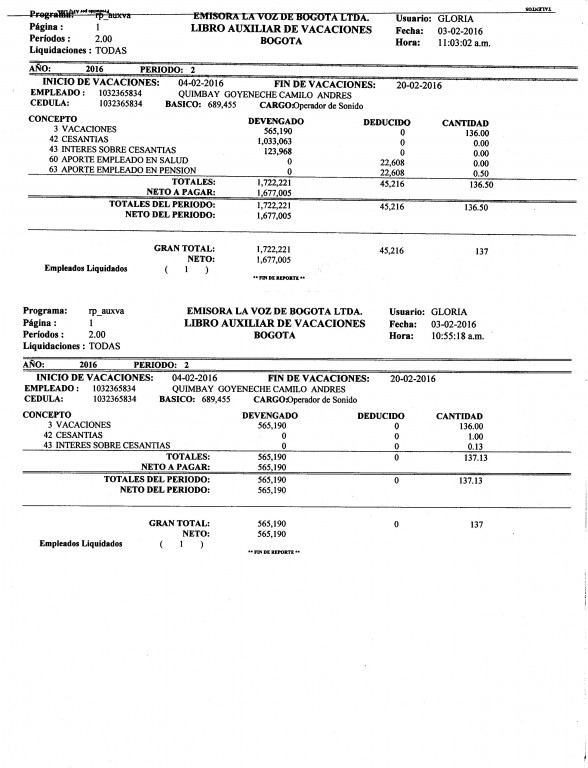 TALENTOS
Programa: rp_auxva EMISORA LA VOZ DE BOGOTA LTDA. Usuario: GLORIA
Página : 1 LIBRO AUXILIAR DE VACACIONES Fecha: 03-02-2016
Períodos : 2.00 BOGOTA Hora: 11:03:02 a.m.
Liquidaciones : TODAS
AÑO: 2016 PERIODO: 2
INICIO DE VACACIONES: 04-02-2016 FIN DE VACACIONES: 20-02-2016
EMPLEADO : 1032365834 QUIMBAY GOYENECHE CAMILO ANDRES
CEDULA: 1032365834 BASICO: 689,455 CARGO:Operador de Sonido
CONCEPTO DEVENGADO DEDUCIDO CANTIDAD
3 VACACIONES 565,190 0 136.00
42 CESANTIAS 1,033,063 0 0.00
43 INTERES SOBRE CESANTIAS 123,968 0 0.00
60 APORTE EMPLEADO EN SALUD 0 22,608 0.00
63 APORTE EMPLEADO EN PENSION 0 22,608 0.50
TOTALES: 1,722,221 45,216 136.50
NETO A PAGAR: 1,677,005
TOTALES DEL PERIODO: 1,722,221 45,216 136.50
NETO DEL PERIODO: 1,677,005
GRAN TOTAL: 1,722,221 45,216 137
NETO: 1,677,005
Empleados Liquidados ( 1 )
** FIN DE REPORTE **
Programa: rp_auxva EMISORA LA VOZ DE BOGOTA LTDA. Usuario: GLORIA
Página : 1 LIBRO AUXILIAR DE VACACIONES Fecha: 03-02-2016
Períodos : 2.00 BOGOTA Hora: 10:55:18 a.m.
Liquidaciones : TODAS
AÑO: 2016 PERIODO: 2
INICIO DE VACACIONES: 04-02-2016 FIN DE VACACIONES: 20-02-2016
EMPLEADO : 1032365834 QUIMBAY GOYENECHE CAMILO ANDRES
CEDULA: 1032365834 BASICO: 689,455 CARGO:Operador de Sonido
CONCEPTO DEVENGADO DEDUCIDO CANTIDAD
3 VACACIONES 565,190 0 136.00
42 CESANTIAS 0 0 1.00
43 INTERES SOBRE CESANTIAS 0 0 0.13
TOTALES: 565,190 0 137.13
NETO A PAGAR: 565,190
TOTALES DEL PERIODO: 565,190 0 137.13
NETO DEL PERIODO: 565,190
GRAN TOTAL: 565,190 0 137
NETO: 565,190
Empleados Liquidados ( 1 )
** FIN DE REPORTE **